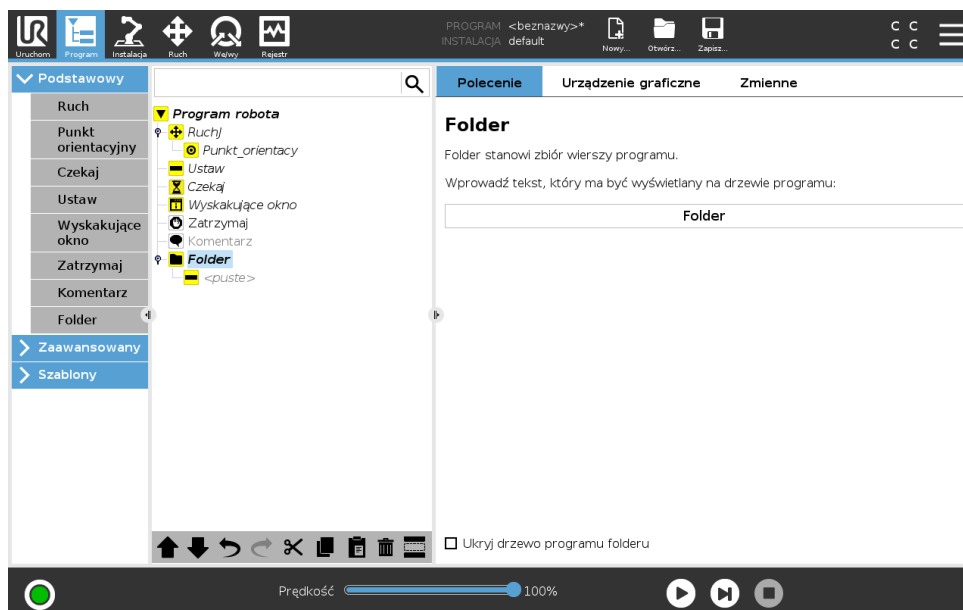 UR
PROGRAM <beznazwy>*
INSTALACJA default
C C
C C
Uruchom Program Instalacja Ruch We/wy Rejestr
Nowy... Otwórz... Zapisz...
Podstawowy
Ruch
Punkt
orientacyjny
Czekaj
Ustaw
Wyskakujące
okno
Zatrzymaj
Komentarz
Folder
Zaawansowany
Szablony
Program robota
RuchJ
Punkt_orientacy
Ustaw
Czekaj
Wyskakujące okno
Zatrzymaj
Komentarz
Folder
<puste>
Polecenie Urządzenie graficzne Zmienne
Folder
Folder stanowi zbiór wierszy programu.
Wprowadź tekst, który ma być wyświetlany na drzewie programu:
Folder
Ukryj drzewo programu folderu
Prędkość 100%